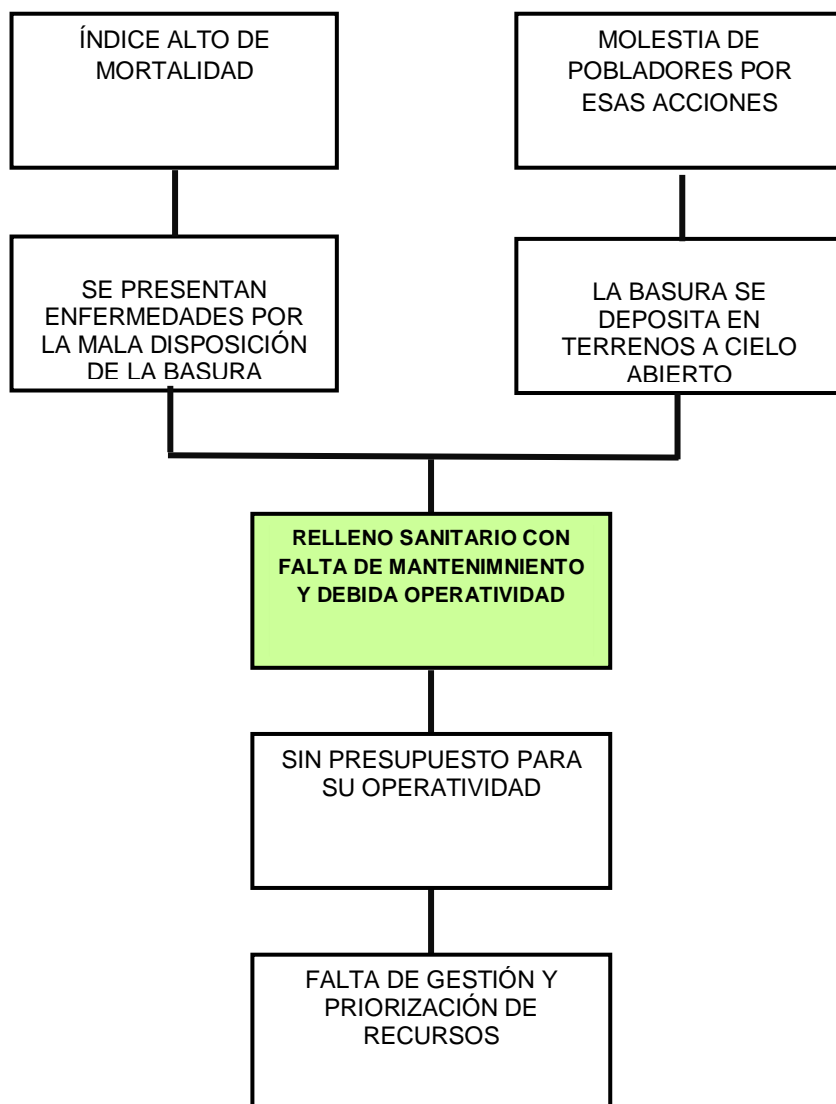 ÍNDICE ALTO DE
MORTALIDAD
MOLESTIA DE
POBLADORES POR
ESAS ACCIONES
SE PRESENTAN
ENFERMEDADES POR
LA MALA DISPOSICIÓN
DE LA BASURA
LA BASURA SE
DEPOSITA EN
TERRENOS A CIELO
ABIERTO
RELLENO SANITARIO CON
FALTA DE MANTENIMNIENTO
Y DEBIDA OPERATIVIDAD
SIN PRESUPUESTO PARA
SU OPERATIVIDAD
FALTA DE GESTIÓN Y
PRIORIZACIÓN DE
RECURSOS